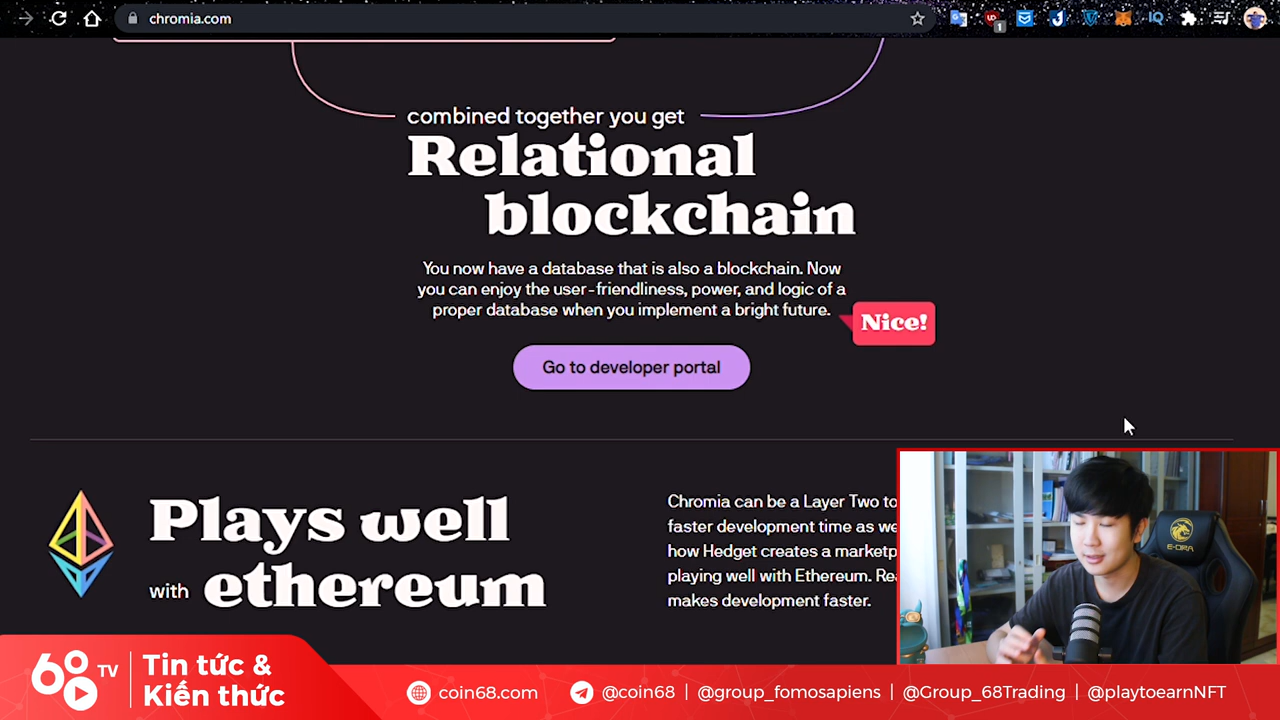 chromia.com
1
combined together you get
Relational
blockchain
You now have a database that is also a blockchain. Now
you can enjoy the user-friendliness, power, and logic of a
proper database when you implement a bright future.
Nice!
Go to developer portal
Plays well
with ethereum
Chromia can be a Layer Two to
faster development time as we
how Hedget creates a marketp
playing well with Ethereum. Rea
makes development faster.
E-DRA
68 TV
Tin tức &
Kiến thức
coin68.com
@coin68 | @group_fomosapiens | @Group_68Trading | @playtoearnNFT